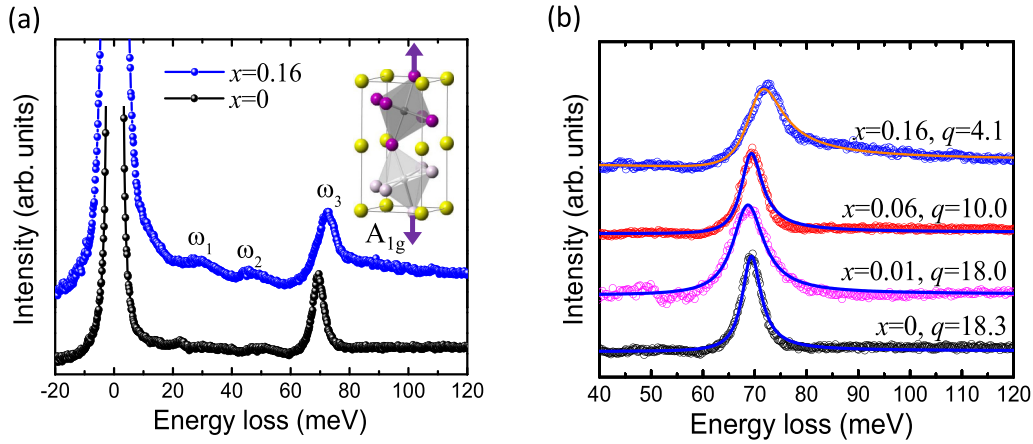 (a)
x=0.16
x=0
ω1
ω2
ω3
A1g
Intensity (arb. units)
-20 0 20 40 60 80 100 120
Energy loss (meV)
(b)
x=0.16, q=4.1
x=0.06, q=10.0
x=0.01, q=18.0
x=0, q=18.3
Intensity (arb. units)
40 50 60 70 80 90 100 110 120
Energy loss (meV)